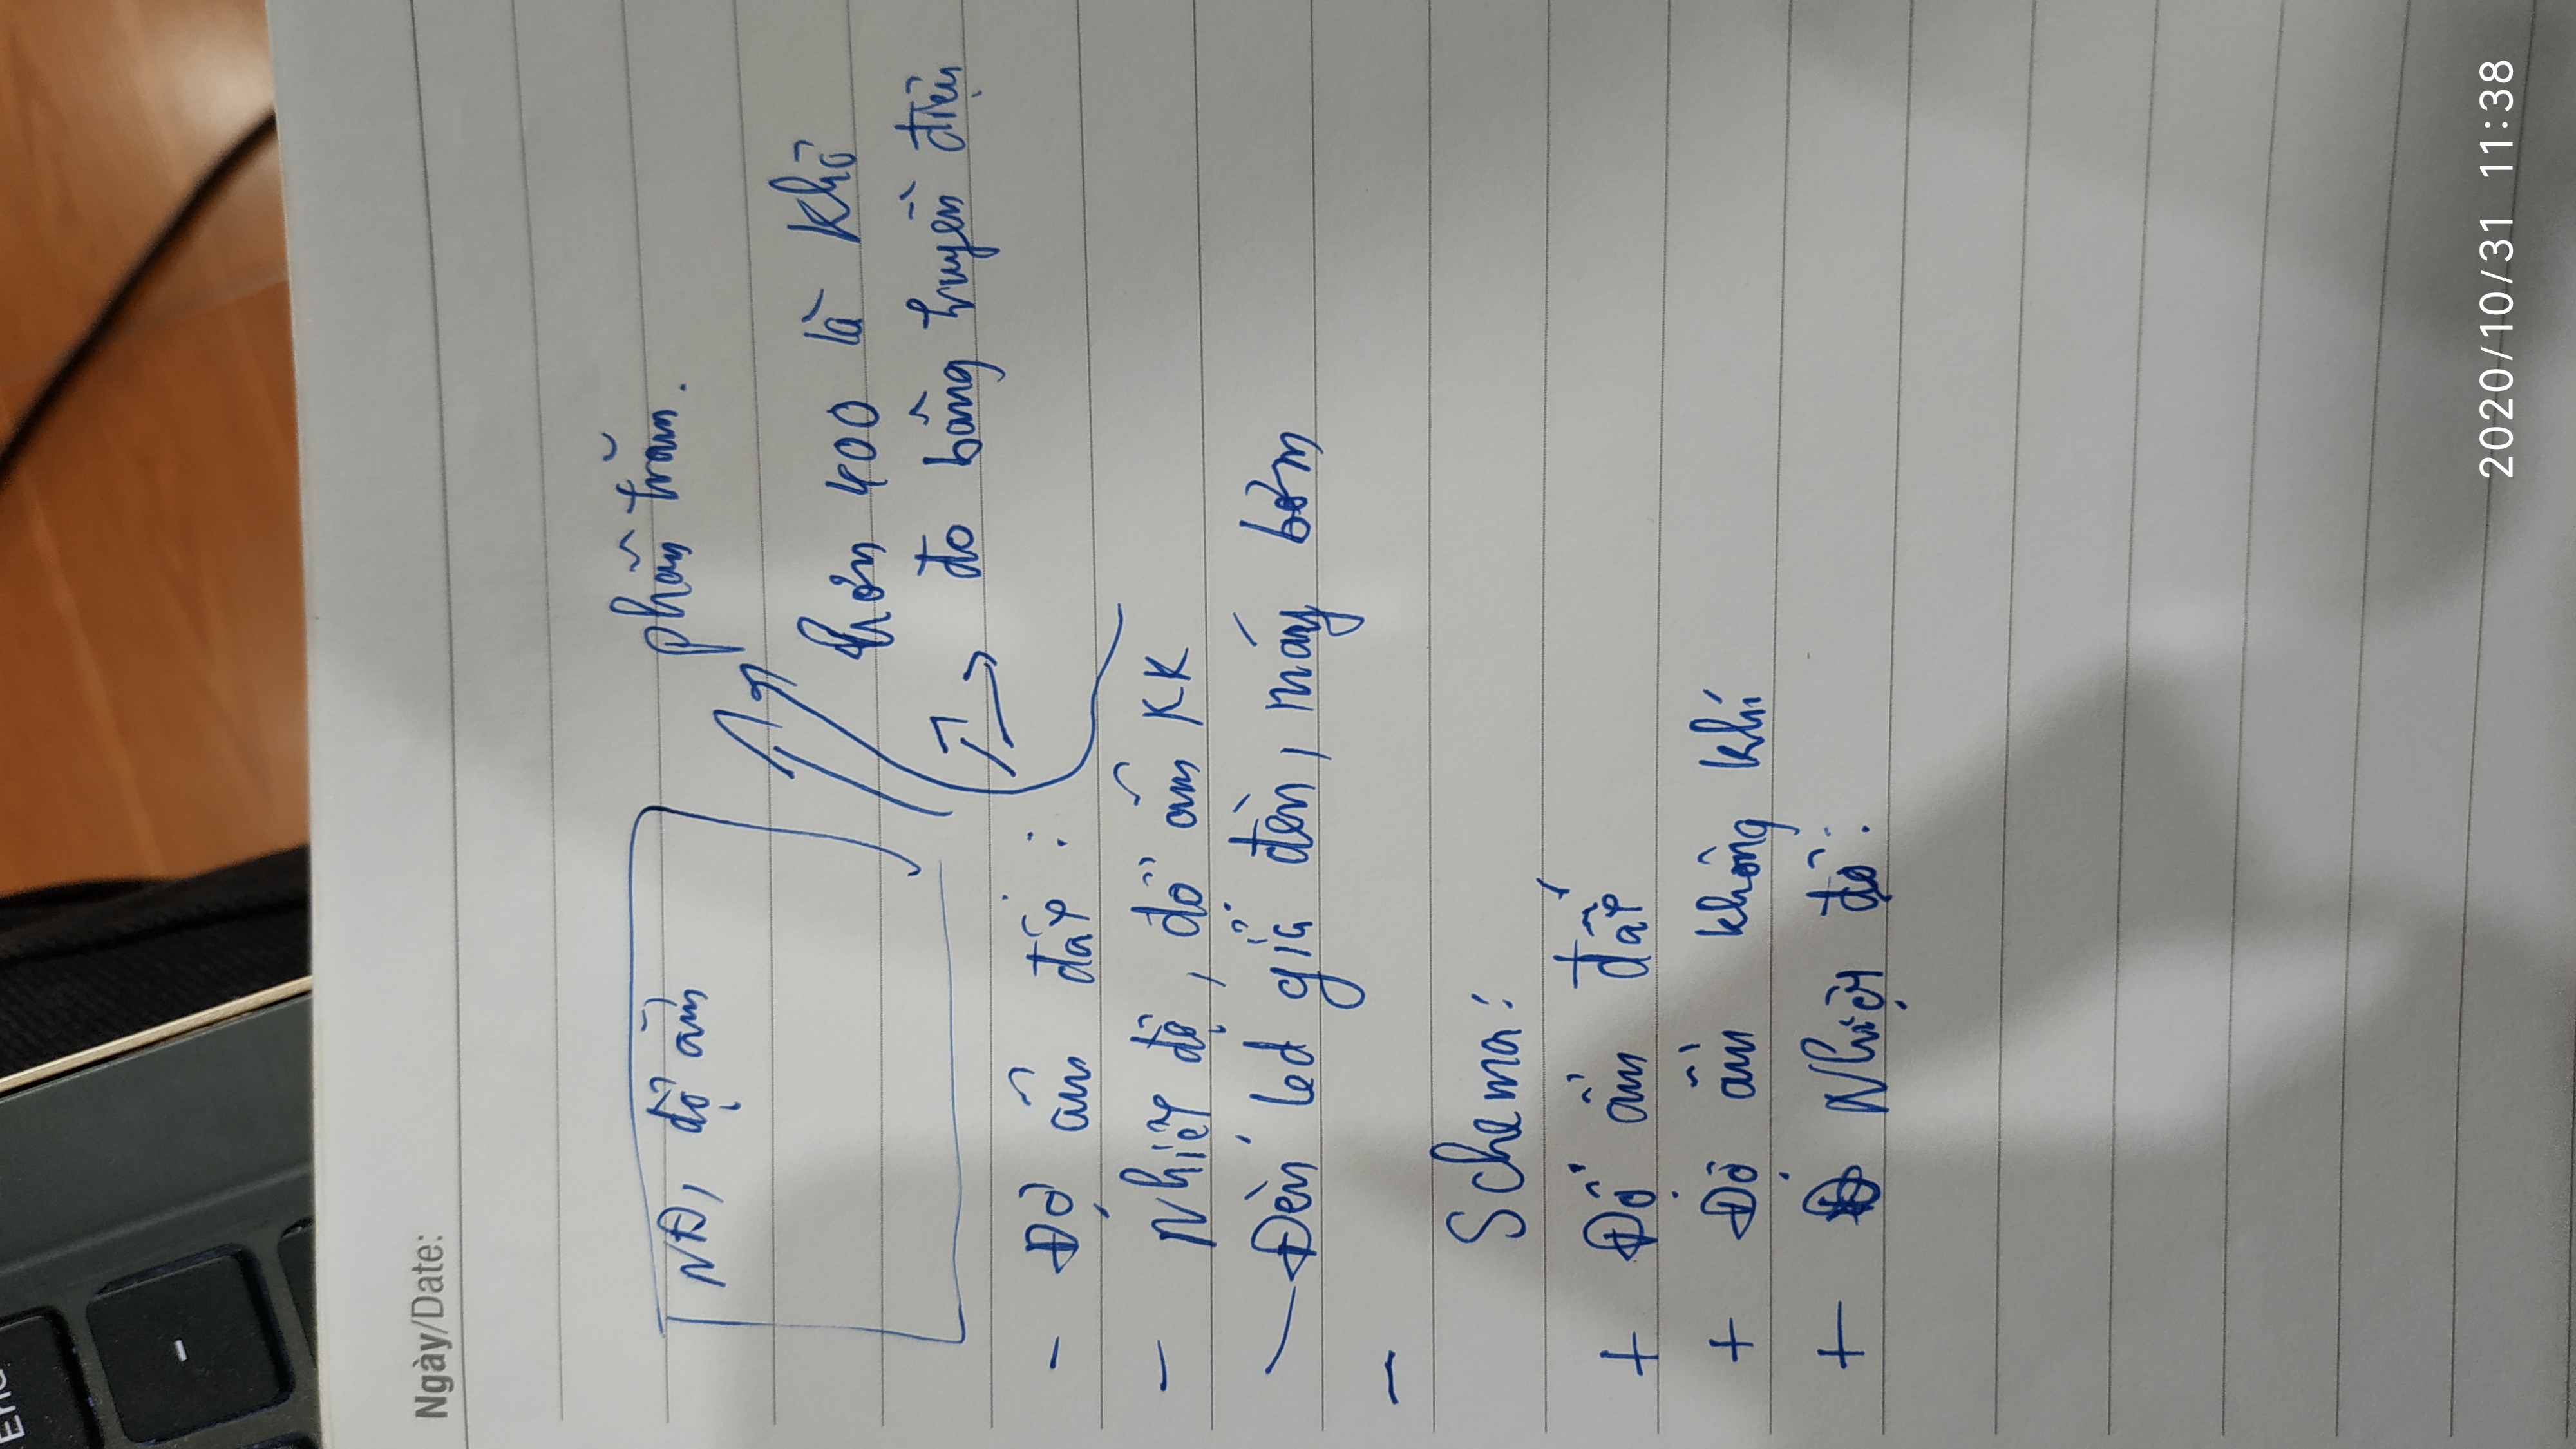 End
-
Ngày/Date:
NĐ, độ ẩm
phần trăm.
hơn 400 là khô
đo bằng truyền điện
- Độ ẩm đất :
- Nhiệt độ, độ ẩm KK
- Đèn led giả đèn, máy bơm
-
Schema:
+ Độ ẩm đất
+ Độ ẩm không khí
+ Nhiệt độ:
2020/10/31 11:38